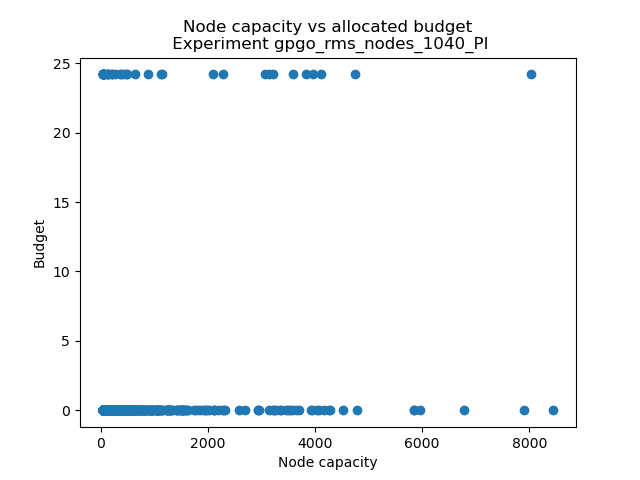 Node capacity vs allocated budget
Experiment gpgo_rms_nodes_1040_PI
25
20
15
10
5
0
Budget
0 2000 4000 6000 8000
Node capacity